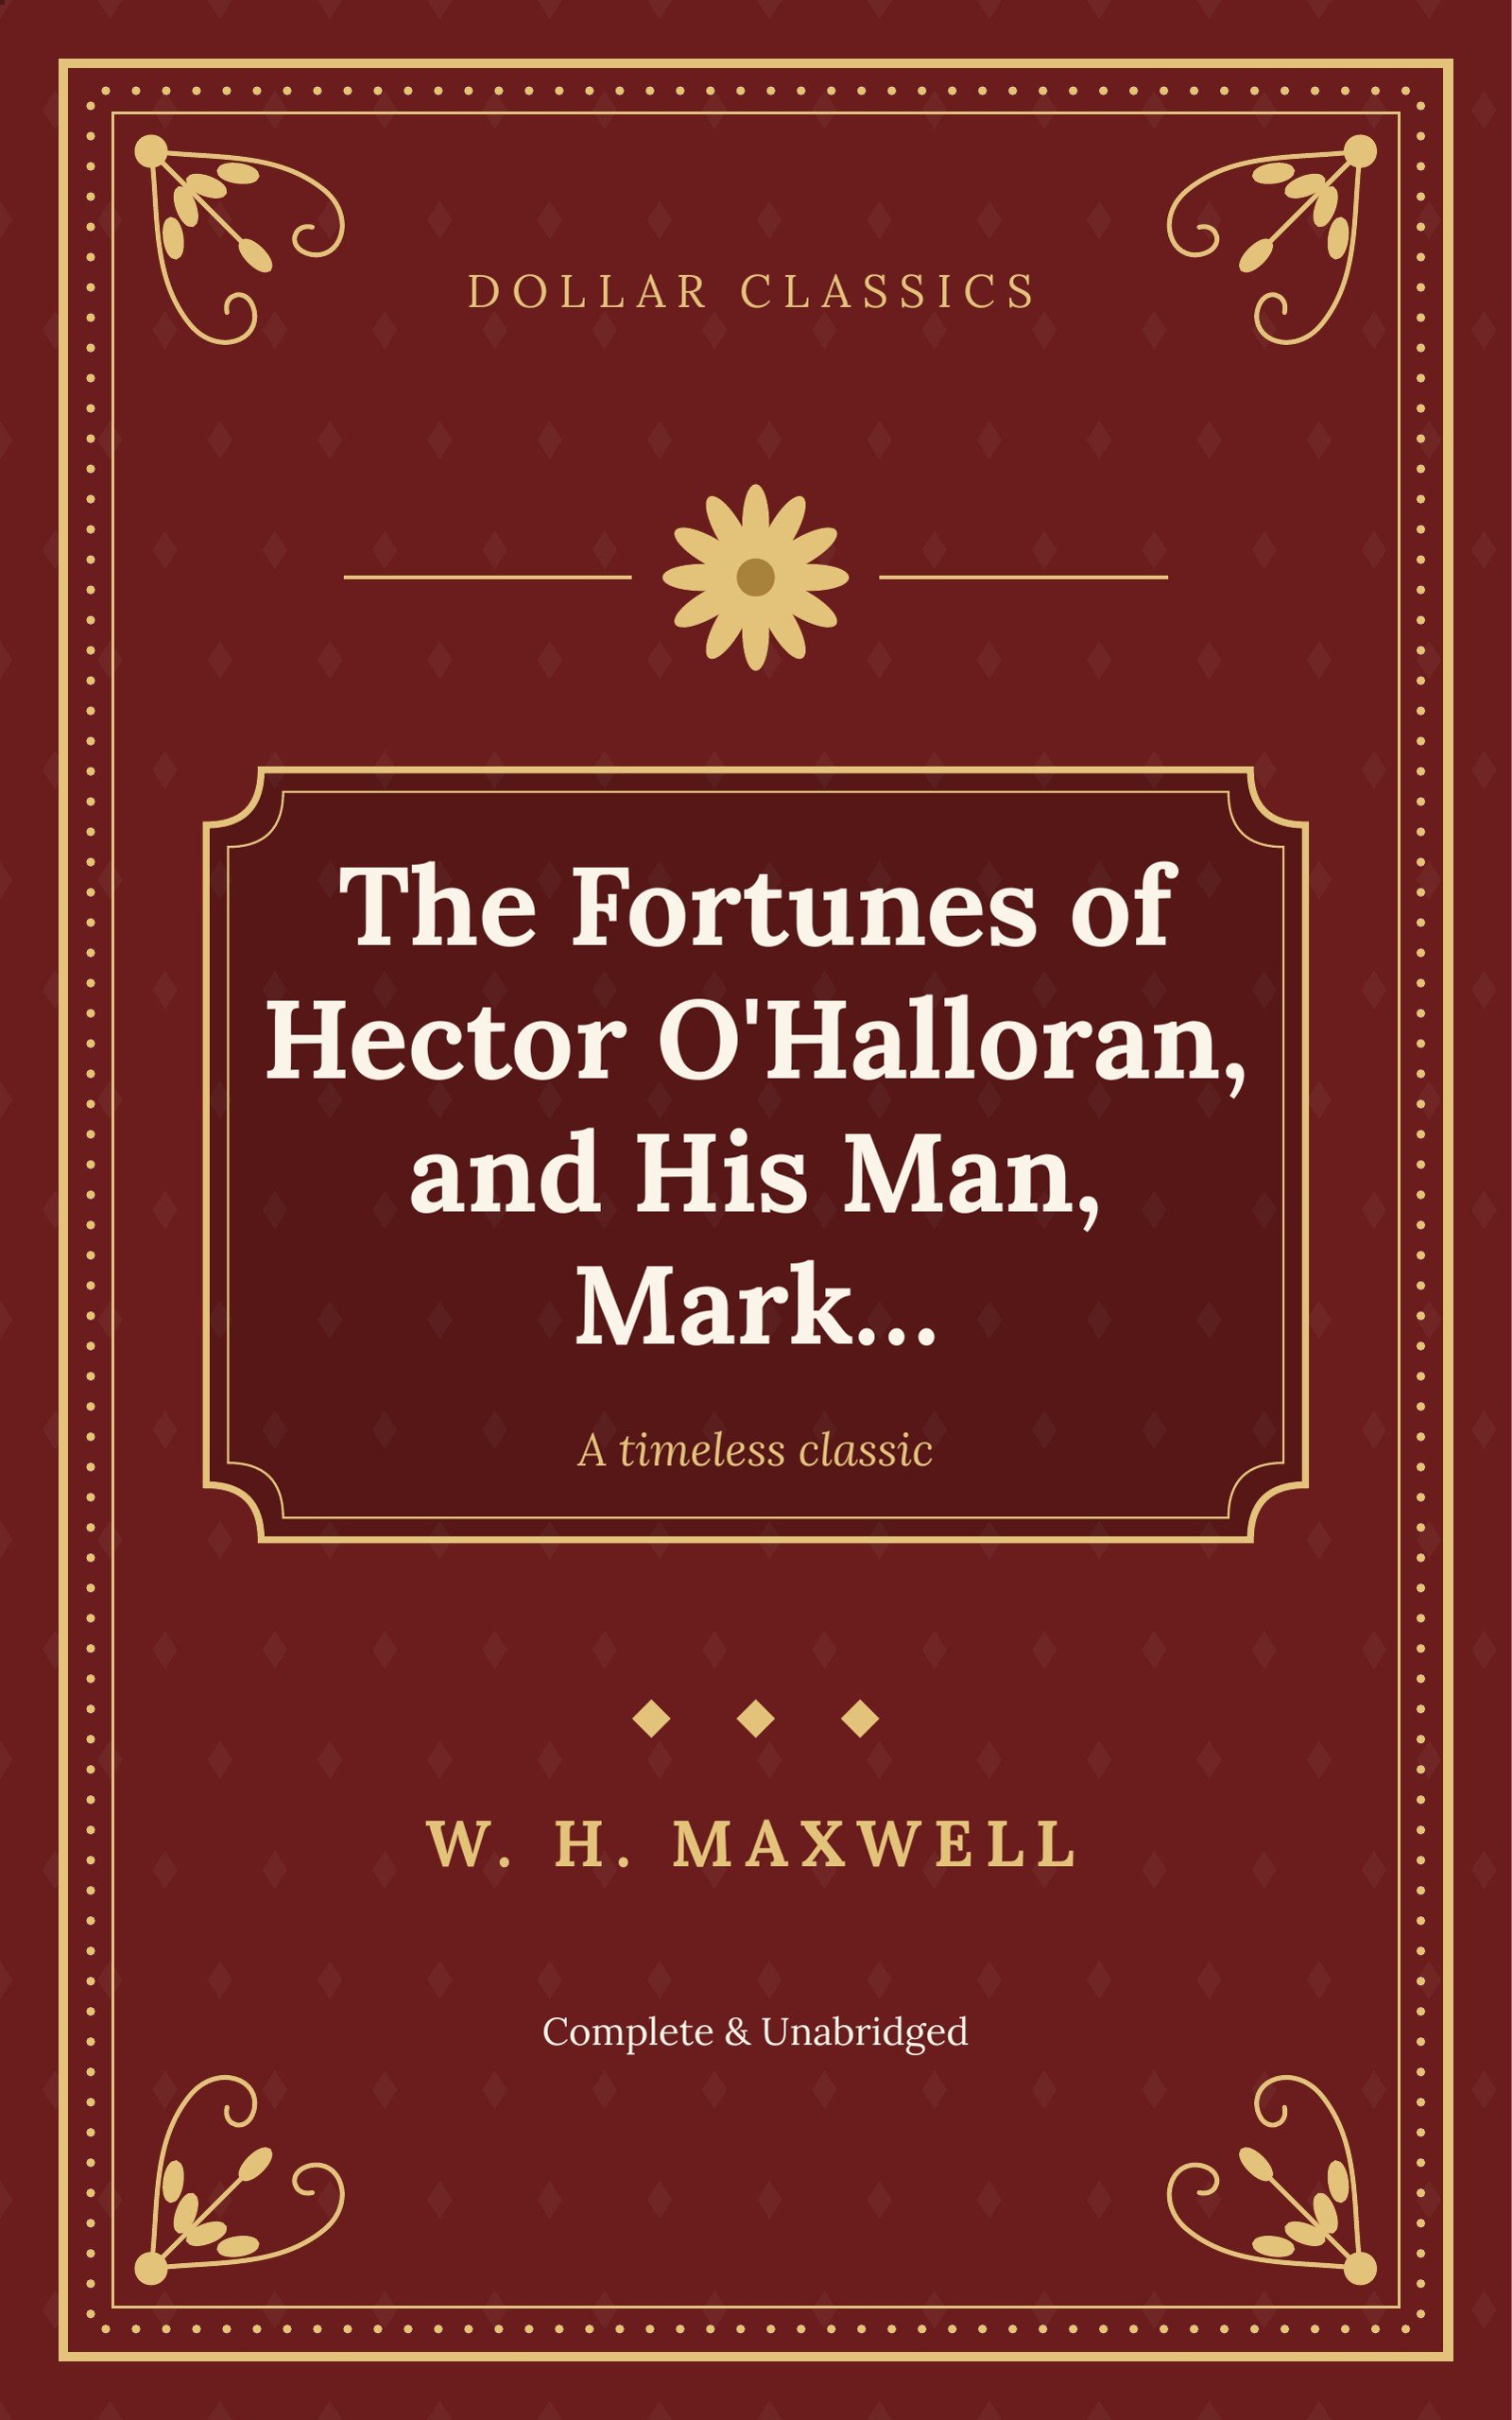 DOLLAR CLASSICS
The Fortunes of
Hector O'Halloran,
and His Man,
Mark...
A timeless classic
W. H. MAXWELL
Complete & Unabridged